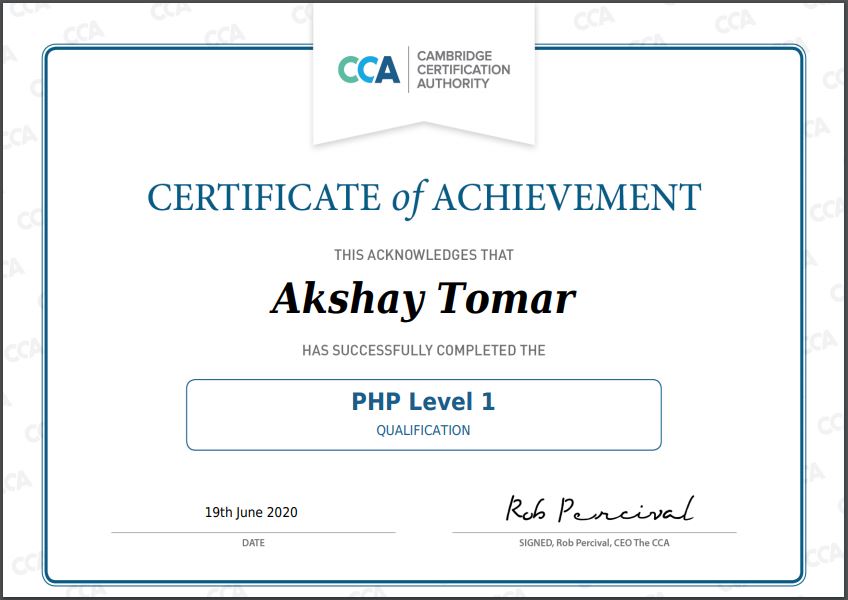 CCA
CAMBRIDGE
CERTIFICATION
AUTHORITY
CERTIFICATE of ACHIEVEMENT
THIS ACKNOWLEDGES THAT
Akshay Tomar
HAS SUCCESSFULLY COMPLETED THE
PHP Level 1
QUALIFICATION
19th June 2020
DATE
Rob Percival
SIGNED, Rob Percival, CEO The CCA